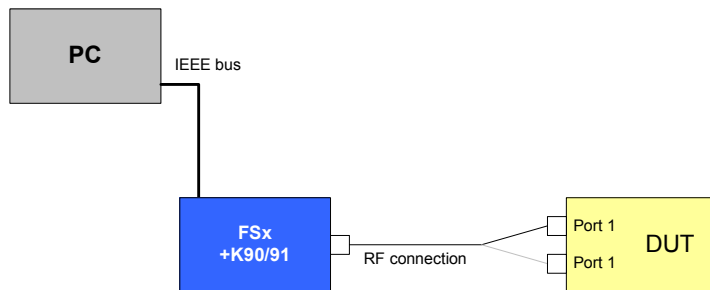 PC
IEEE bus
FSx
+K90/91
RF connection
Port 1
Port 1
DUT